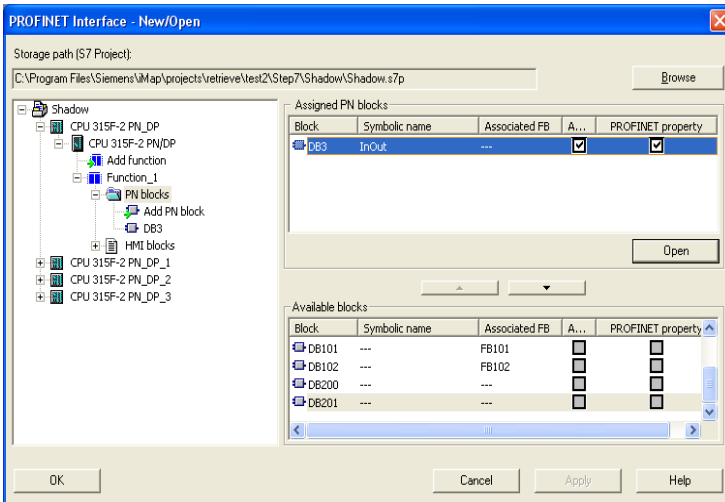 PROFINET Interface - New/Open
Storage path (S7 Project):
C:\Program Files\Siemens\iMap\projects\retrieve\test2\Step7\Shadow\Shadow.s7p
Browse
Shadow
CPU 315F-2 PN_DP
CPU 315F-2 PN/DP
Add function
Function_1
PN blocks
Add PN block
DB3
HMI blocks
CPU 315F-2 PN_DP_1
CPU 315F-2 PN_DP_2
CPU 315F-2 PN_DP_3
Assigned PN blocks
Block Symbolic name Associated FB A... PROFINET property
DB3 InOut ---
Open
Available blocks
Block Symbolic name Associated FB A... PROFINET property
DB101 --- FB101
DB102 --- FB102
DB200 --- ---
DB201 --- ---
OK Cancel Apply Help